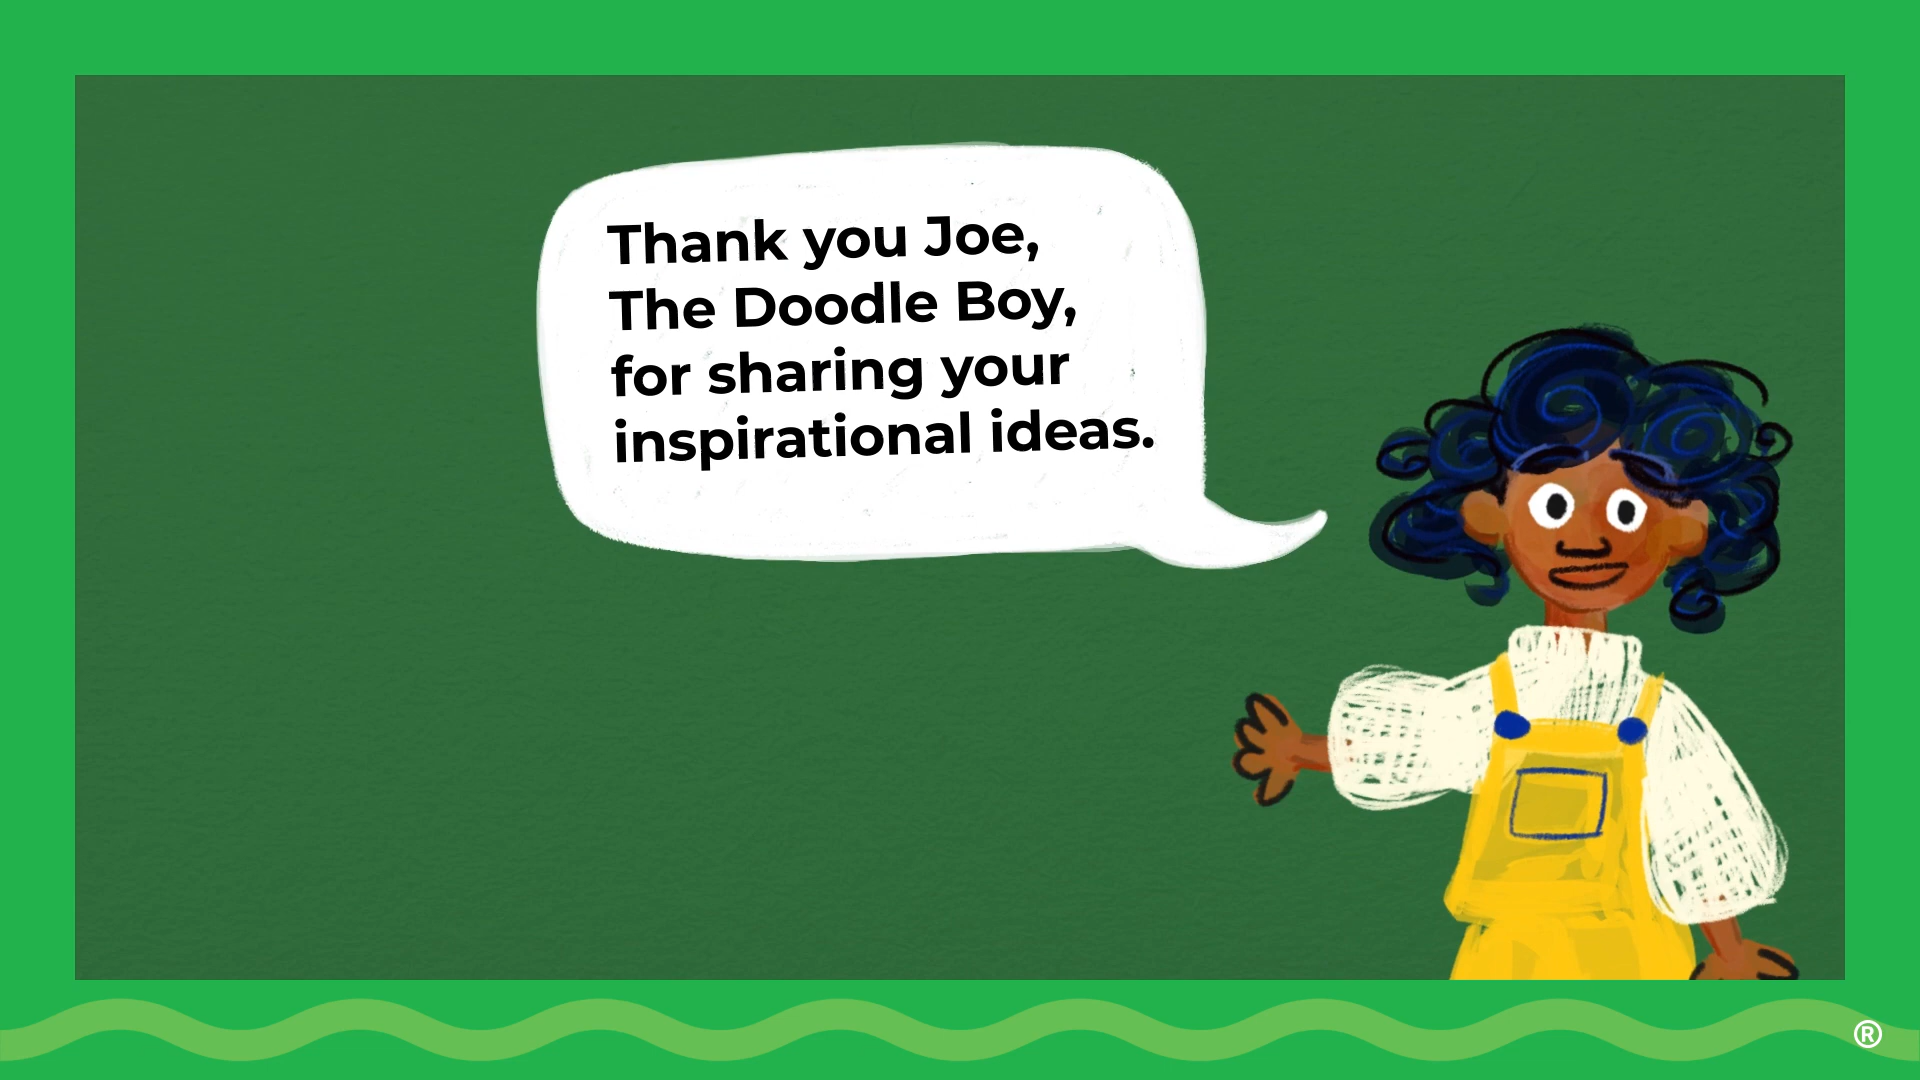 Thank you Joe,
The Doodle Boy,
for sharing your
inspirational ideas.
®